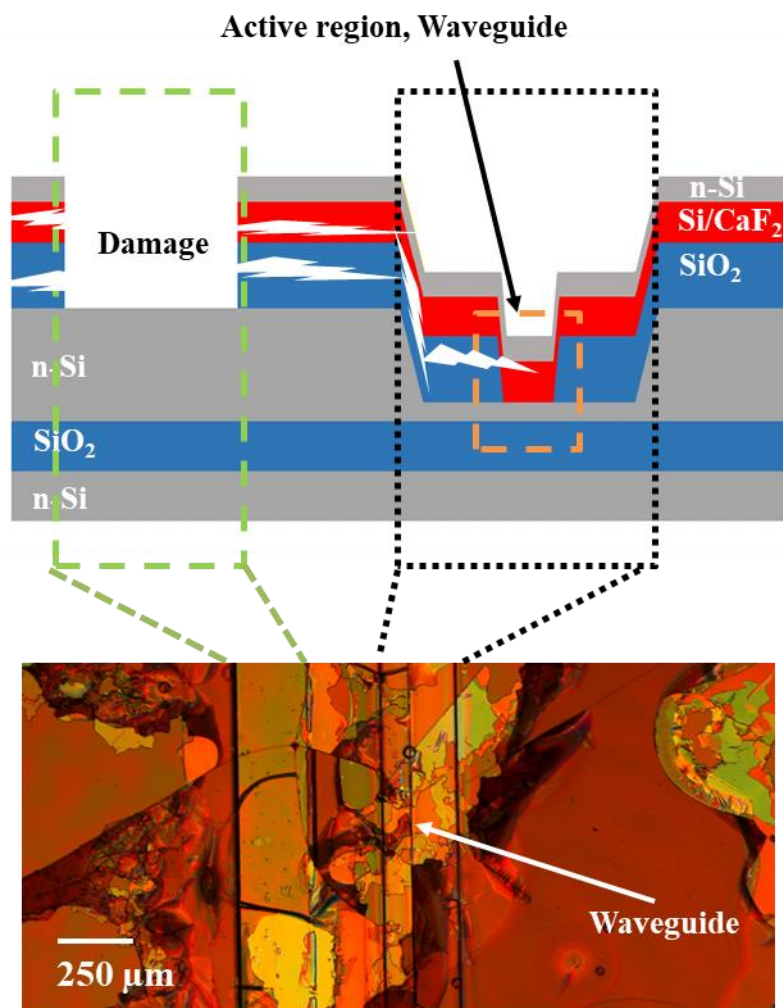 Active region, Waveguide
n-Si
Si/CaF₂
Damage
SiO₂
n-Si
SiO₂
n-Si
Waveguide
250 μm